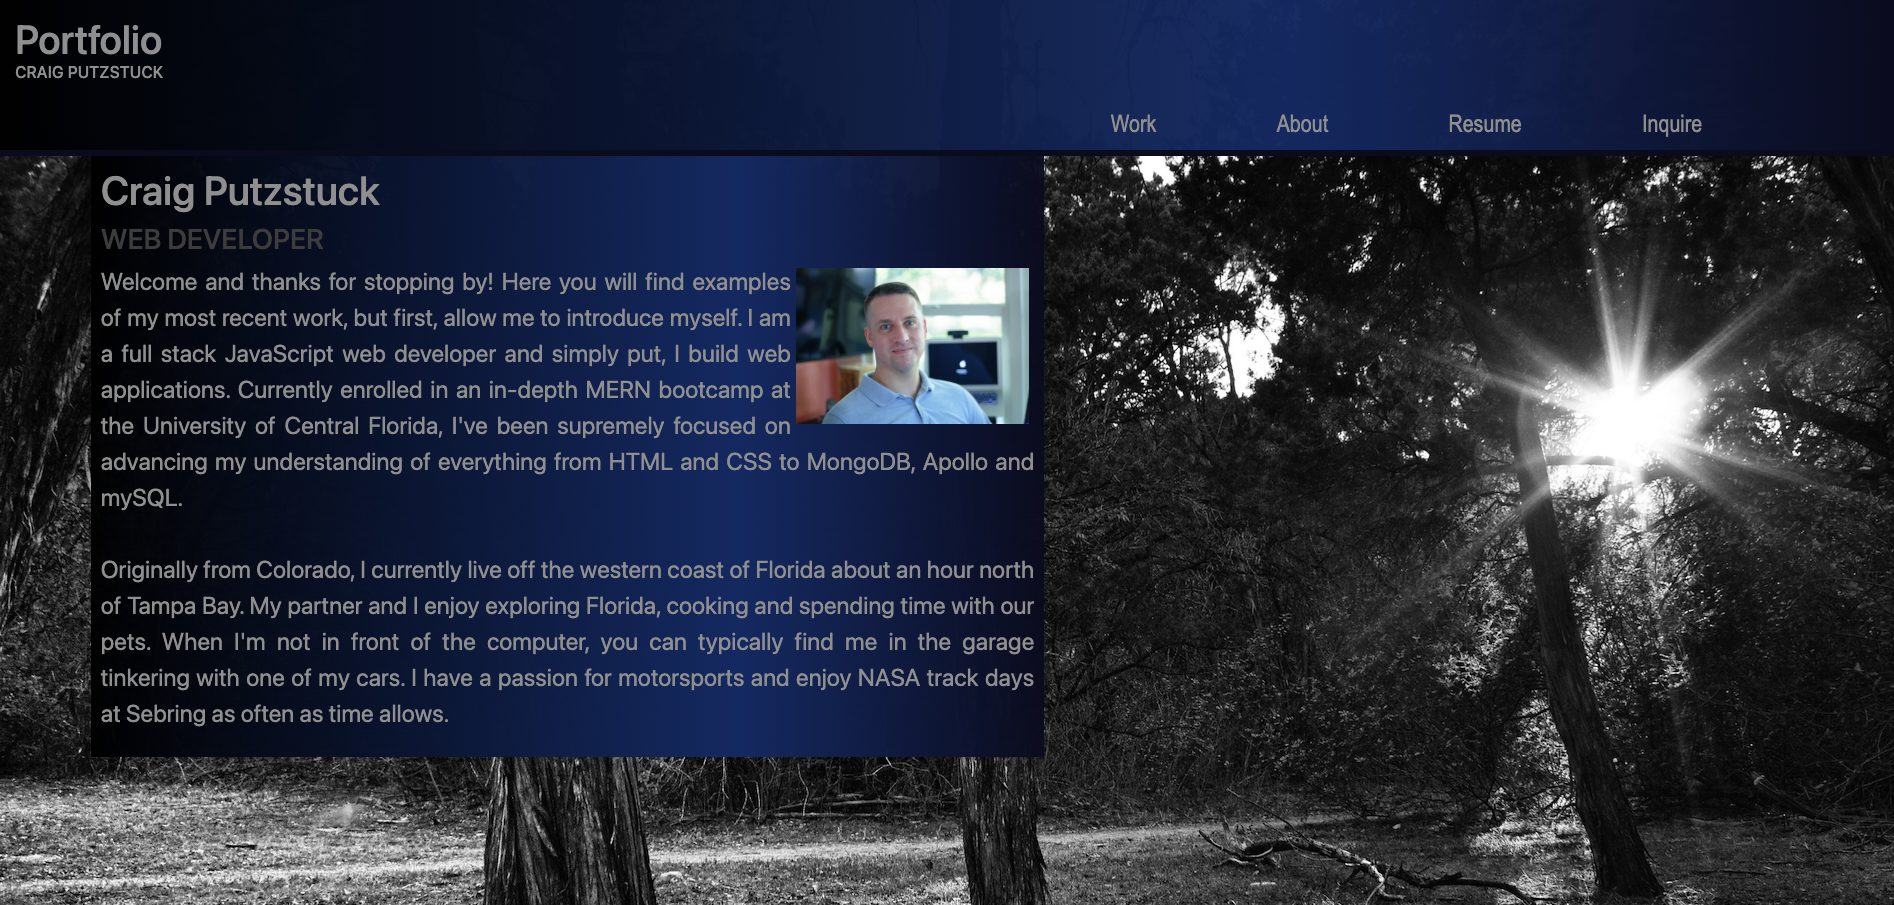 Portfolio
CRAIG PUTZSTUCK
Work About Resume Inquire
Craig Putzstuck
WEB DEVELOPER
Welcome and thanks for stopping by! Here you will find examples
of my most recent work, but first, allow me to introduce myself. I am
a full stack JavaScript web developer and simply put, I build web
applications. Currently enrolled in an in-depth MERN bootcamp at
the University of Central Florida, I've been supremely focused on
advancing my understanding of everything from HTML and CSS to MongoDB, Apollo and
mySQL.
Originally from Colorado, I currently live off the western coast of Florida about an hour north
of Tampa Bay. My partner and I enjoy exploring Florida, cooking and spending time with our
pets. When I'm not in front of the computer, you can typically find me in the garage
tinkering with one of my cars. I have a passion for motorsports and enjoy NASA track days
at Sebring as often as time allows.